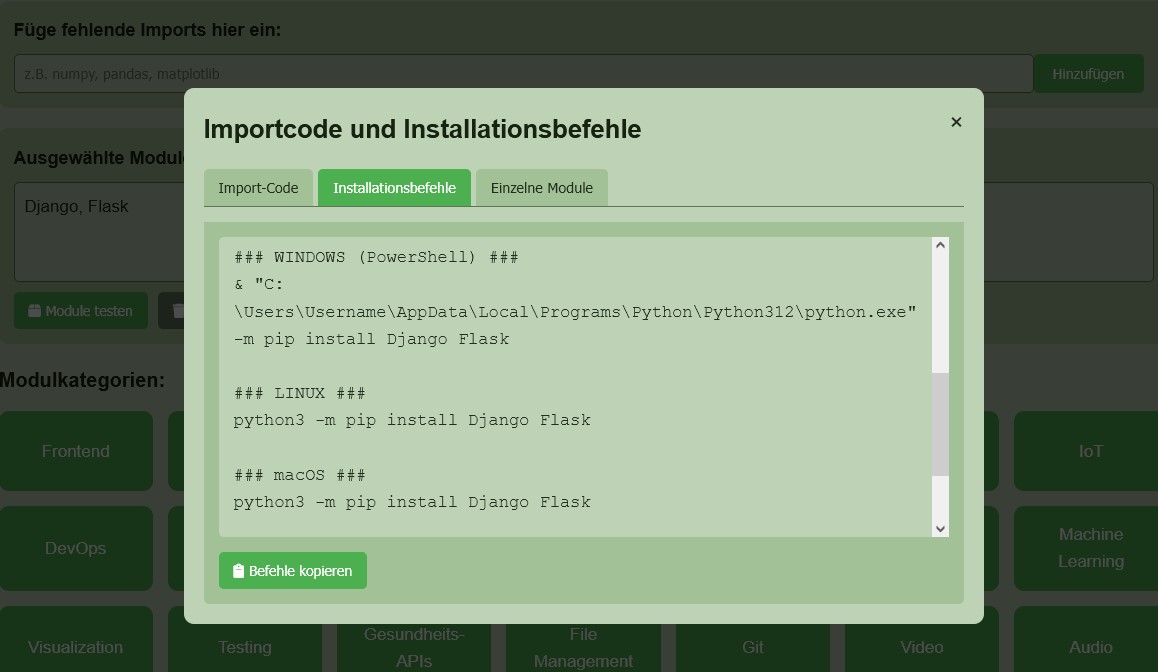 Füge fehlende Imports hier ein:
z.B. numpy, pandas, matplotlib
Hinzufügen
Importcode und Installationsbefehle
×
Ausgewählte Modul
Import-Code
Installationsbefehle
Einzelne Module
Django, Flask
### WINDOWS (PowerShell) ###
& "C:
\Users\Username\AppData\Local\Programs\Python\Python312\python.exe"
-m pip install Django Flask
### LINUX ###
python3 -m pip install Django Flask
### macOS ###
python3 -m pip install Django Flask
Module testen
Befehle kopieren
Modulkategorien:
Frontend
IoT
DevOps
Machine
Learning
Visualization
Testing
Gesundheits-
APIs
File
Management
Git
Video
Audio